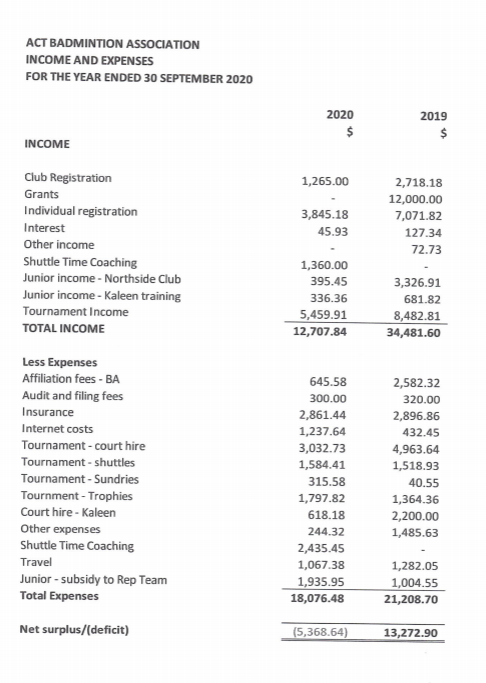 ACT BADMINTION ASSOCIATION
INCOME AND EXPENSES
FOR THE YEAR ENDED 30 SEPTEMBER 2020
2020 2019
$ $
INCOME
Club Registration 1,265.00 2,718.18
Grants - 12,000.00
Individual registration 3,845.18 7,071.82
Interest 45.93 127.34
Other income - 72.73
Shuttle Time Coaching 1,360.00 -
Junior income - Northside Club 395.45 3,326.91
Junior income - Kaleen training 336.36 681.82
Tournament Income 5,459.91 8,482.81
TOTAL INCOME 12,707.84 34,481.60
Less Expenses
Affiliation fees - BA 645.58 2,582.32
Audit and filing fees 300.00 320.00
Insurance 2,861.44 2,896.86
Internet costs 1,237.64 432.45
Tournament - court hire 3,032.73 4,963.64
Tournament - shuttles 1,584.41 1,518.93
Tournament - Sundries 315.58 40.55
Tournment - Trophies 1,797.82 1,364.36
Court hire - Kaleen 618.18 2,200.00
Other expenses 244.32 1,485.63
Shuttle Time Coaching 2,435.45 -
Travel 1,067.38 1,282.05
Junior - subsidy to Rep Team 1,935.95 1,004.55
Total Expenses 18,076.48 21,208.70
Net surplus/(deficit) (5,368.64) 13,272.90